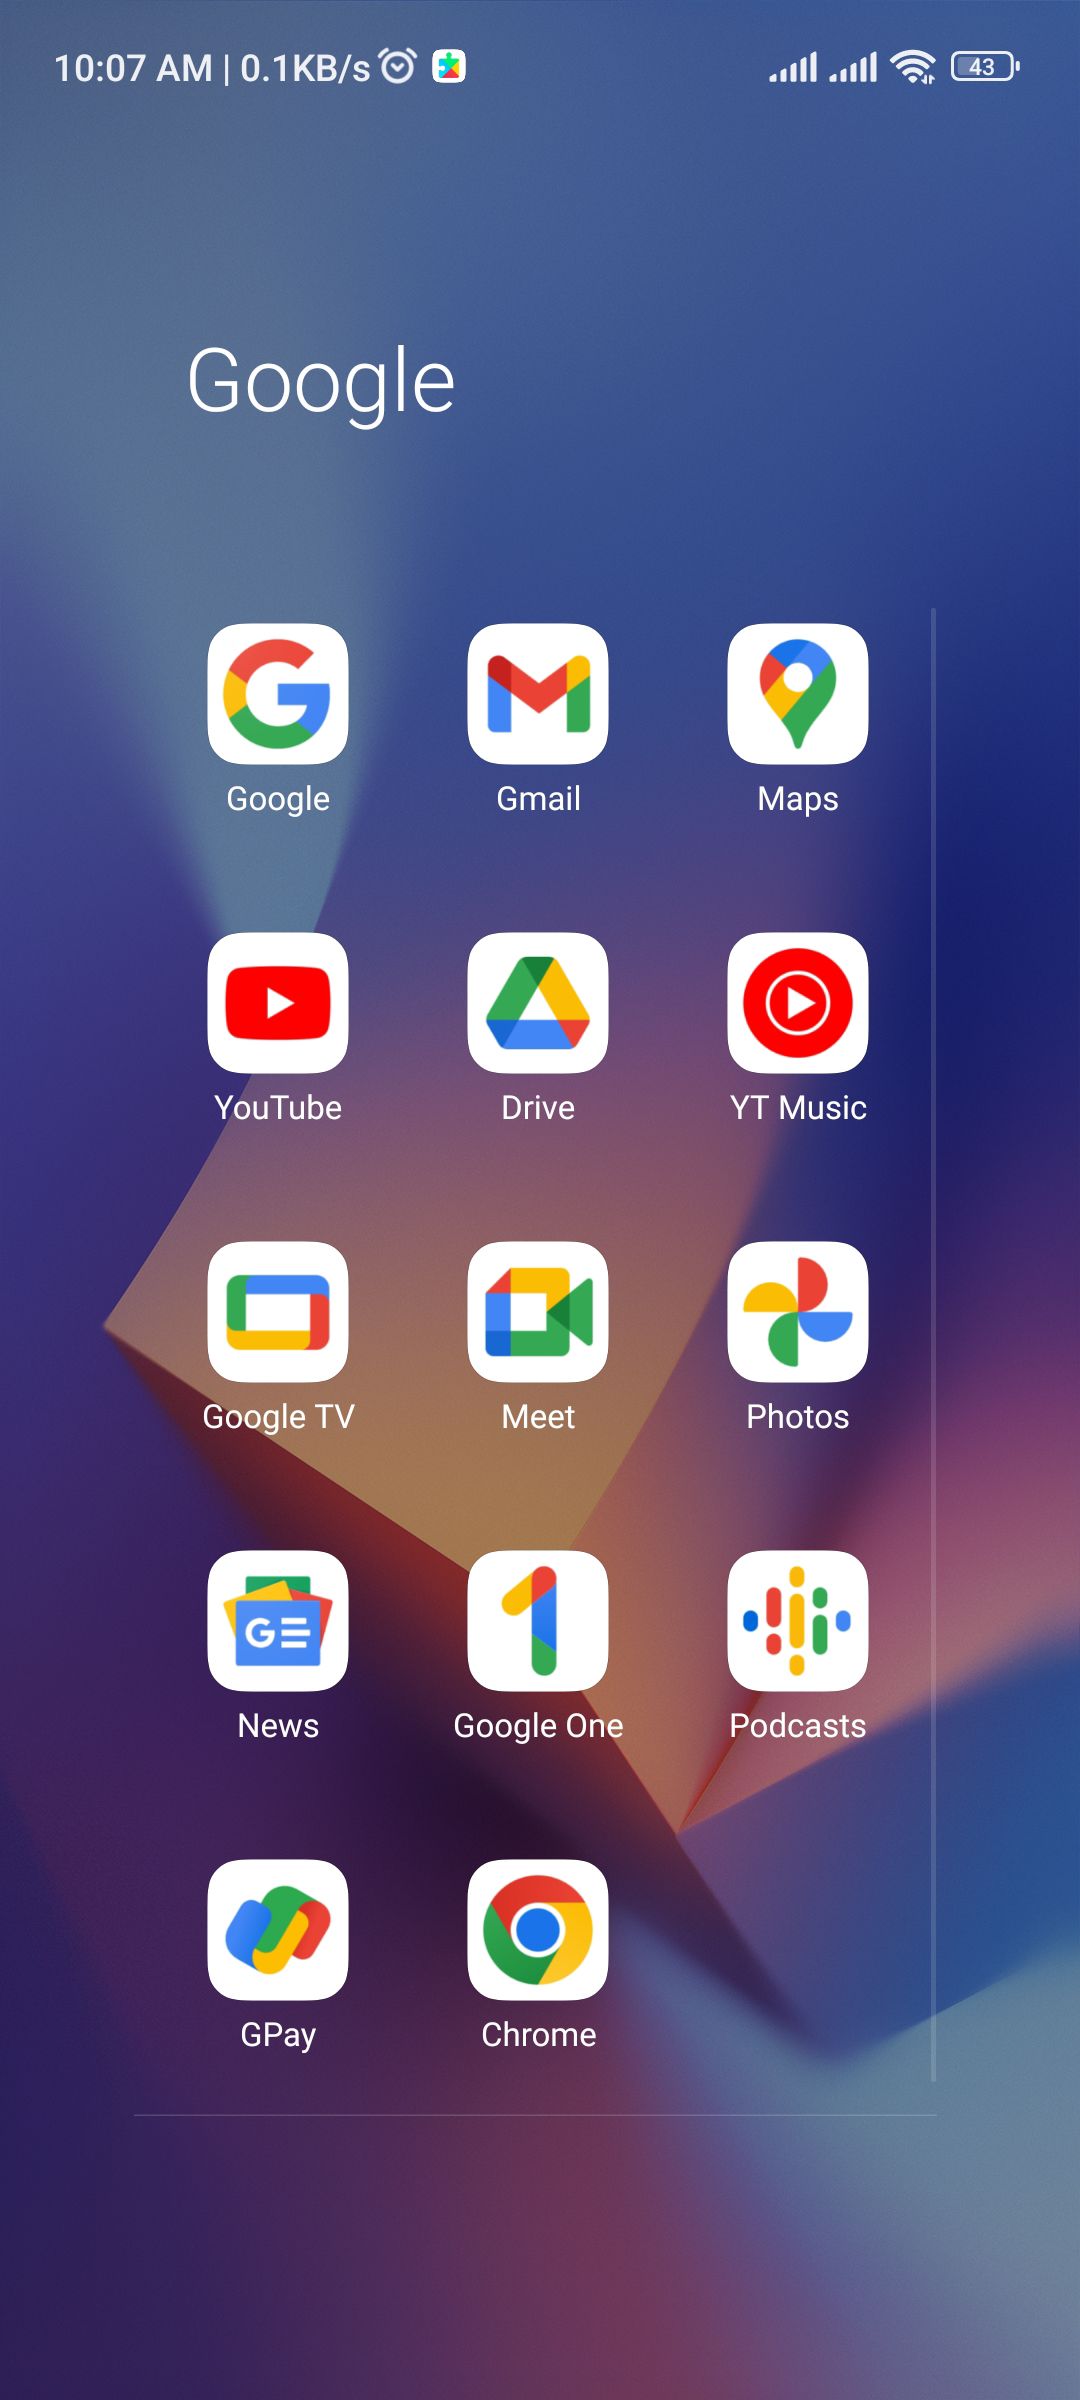 10:07 AM | 0.1KB/s 43
Google
Google Gmail Maps
YouTube Drive YT Music
Google TV Meet Photos
GE
News Google One Podcasts
GPay Chrome